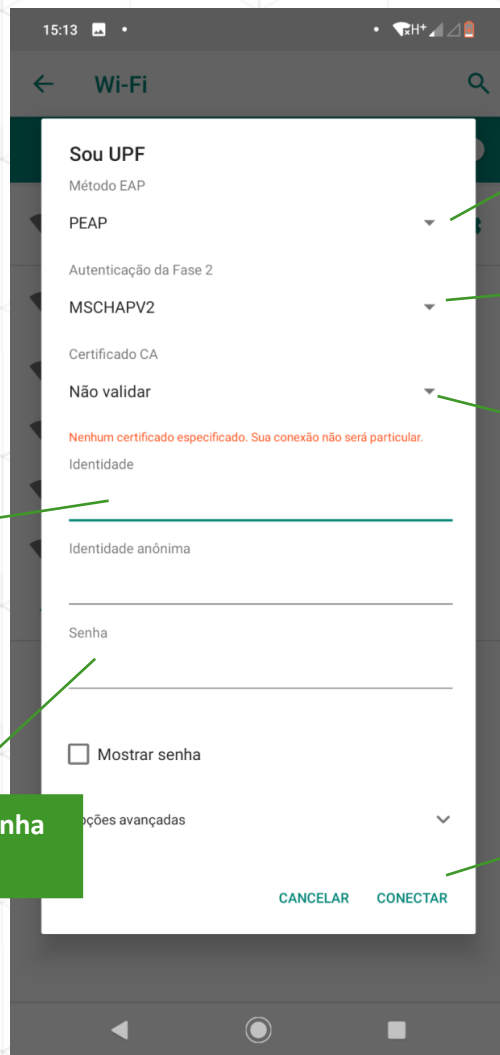 15:13
H+
Wi-Fi
Sou UPF
Método EAP
PEAP
Autenticação da Fase 2
MSCHAPV2
Certificado CA
Não validar
Nenhum certificado especificado. Sua conexão não será particular.
Identidade
Identidade anônima
Senha
Mostrar senha
nha
pções avançadas
CANCELAR CONECTAR